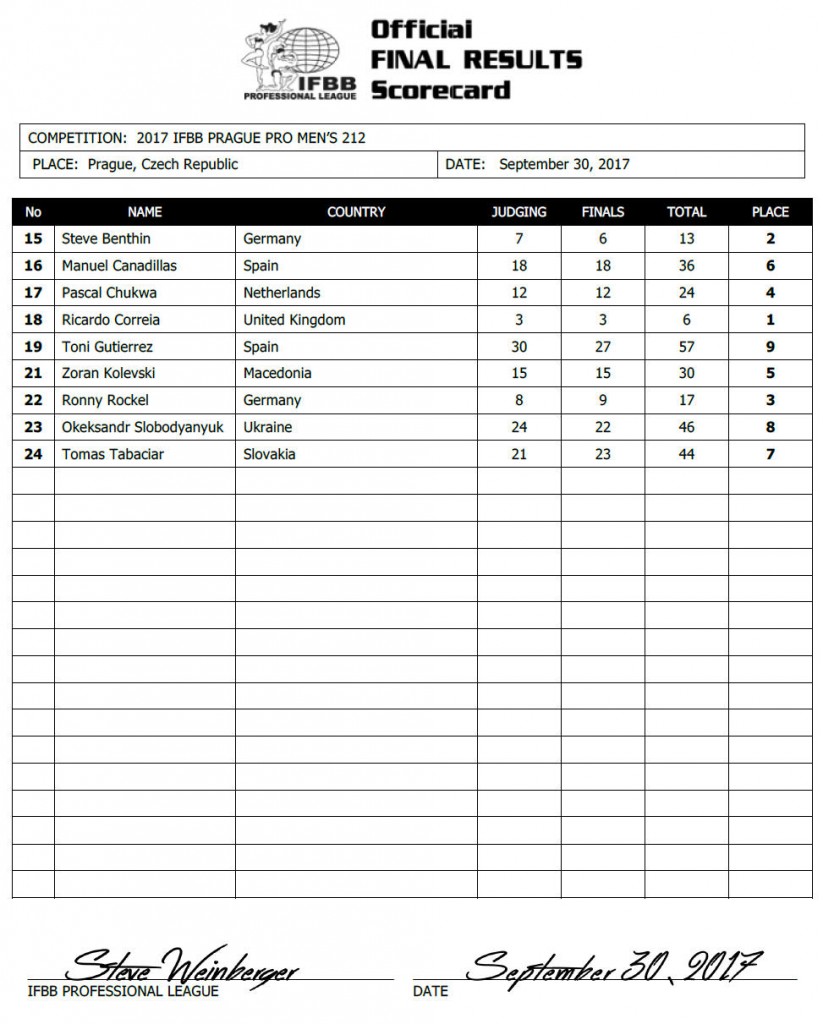 Official
FINAL RESULTS
Scorecard
IFBB
PROFESSIONAL LEAGUE
COMPETITION: 2017 IFBB PRAGUE PRO MEN'S 212
PLACE: Prague, Czech Republic DATE: September 30, 2017
No NAME COUNTRY JUDGING FINALS TOTAL PLACE
15 Steve Benthin Germany 7 6 13 2
16 Manuel Canadillas Spain 18 18 36 6
17 Pascal Chukwa Netherlands 12 12 24 4
18 Ricardo Correia United Kingdom 3 3 6 1
19 Toni Gutierrez Spain 30 27 57 9
21 Zoran Kolevski Macedonia 15 15 30 5
22 Ronny Rockel Germany 8 9 17 3
23 Okeksandr Slobodyanyuk Ukraine 24 22 46 8
24 Tomas Tabaciar Slovakia 21 23 44 7
Steve Weinberger September 30, 2017
IFBB PROFESSIONAL LEAGUE DATE